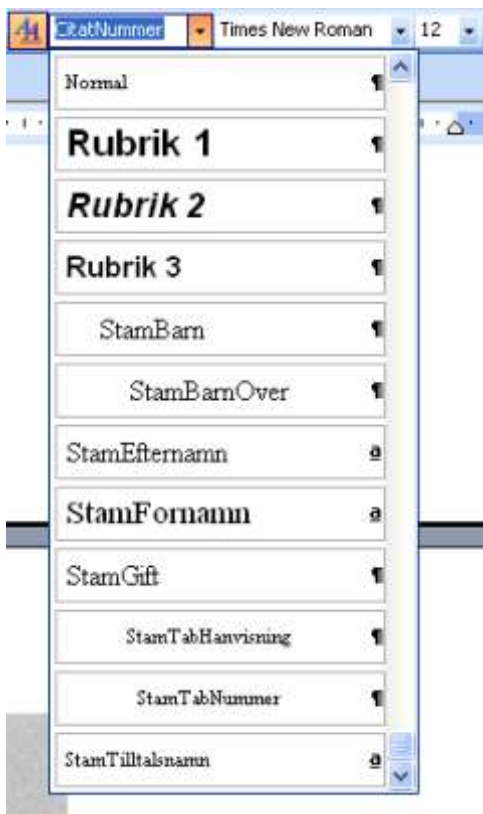 CitatNummer Times New Roman 12
Normal ¶
Rubrik 1 ¶
Rubrik 2 ¶
Rubrik 3 ¶
StamBarn ¶
StamBarnOver ¶
StamEfternamn a
StamFornamn a
StamGift ¶
StamTabHanvisning ¶
StamTabNummer ¶
StamTilltalsnamn a